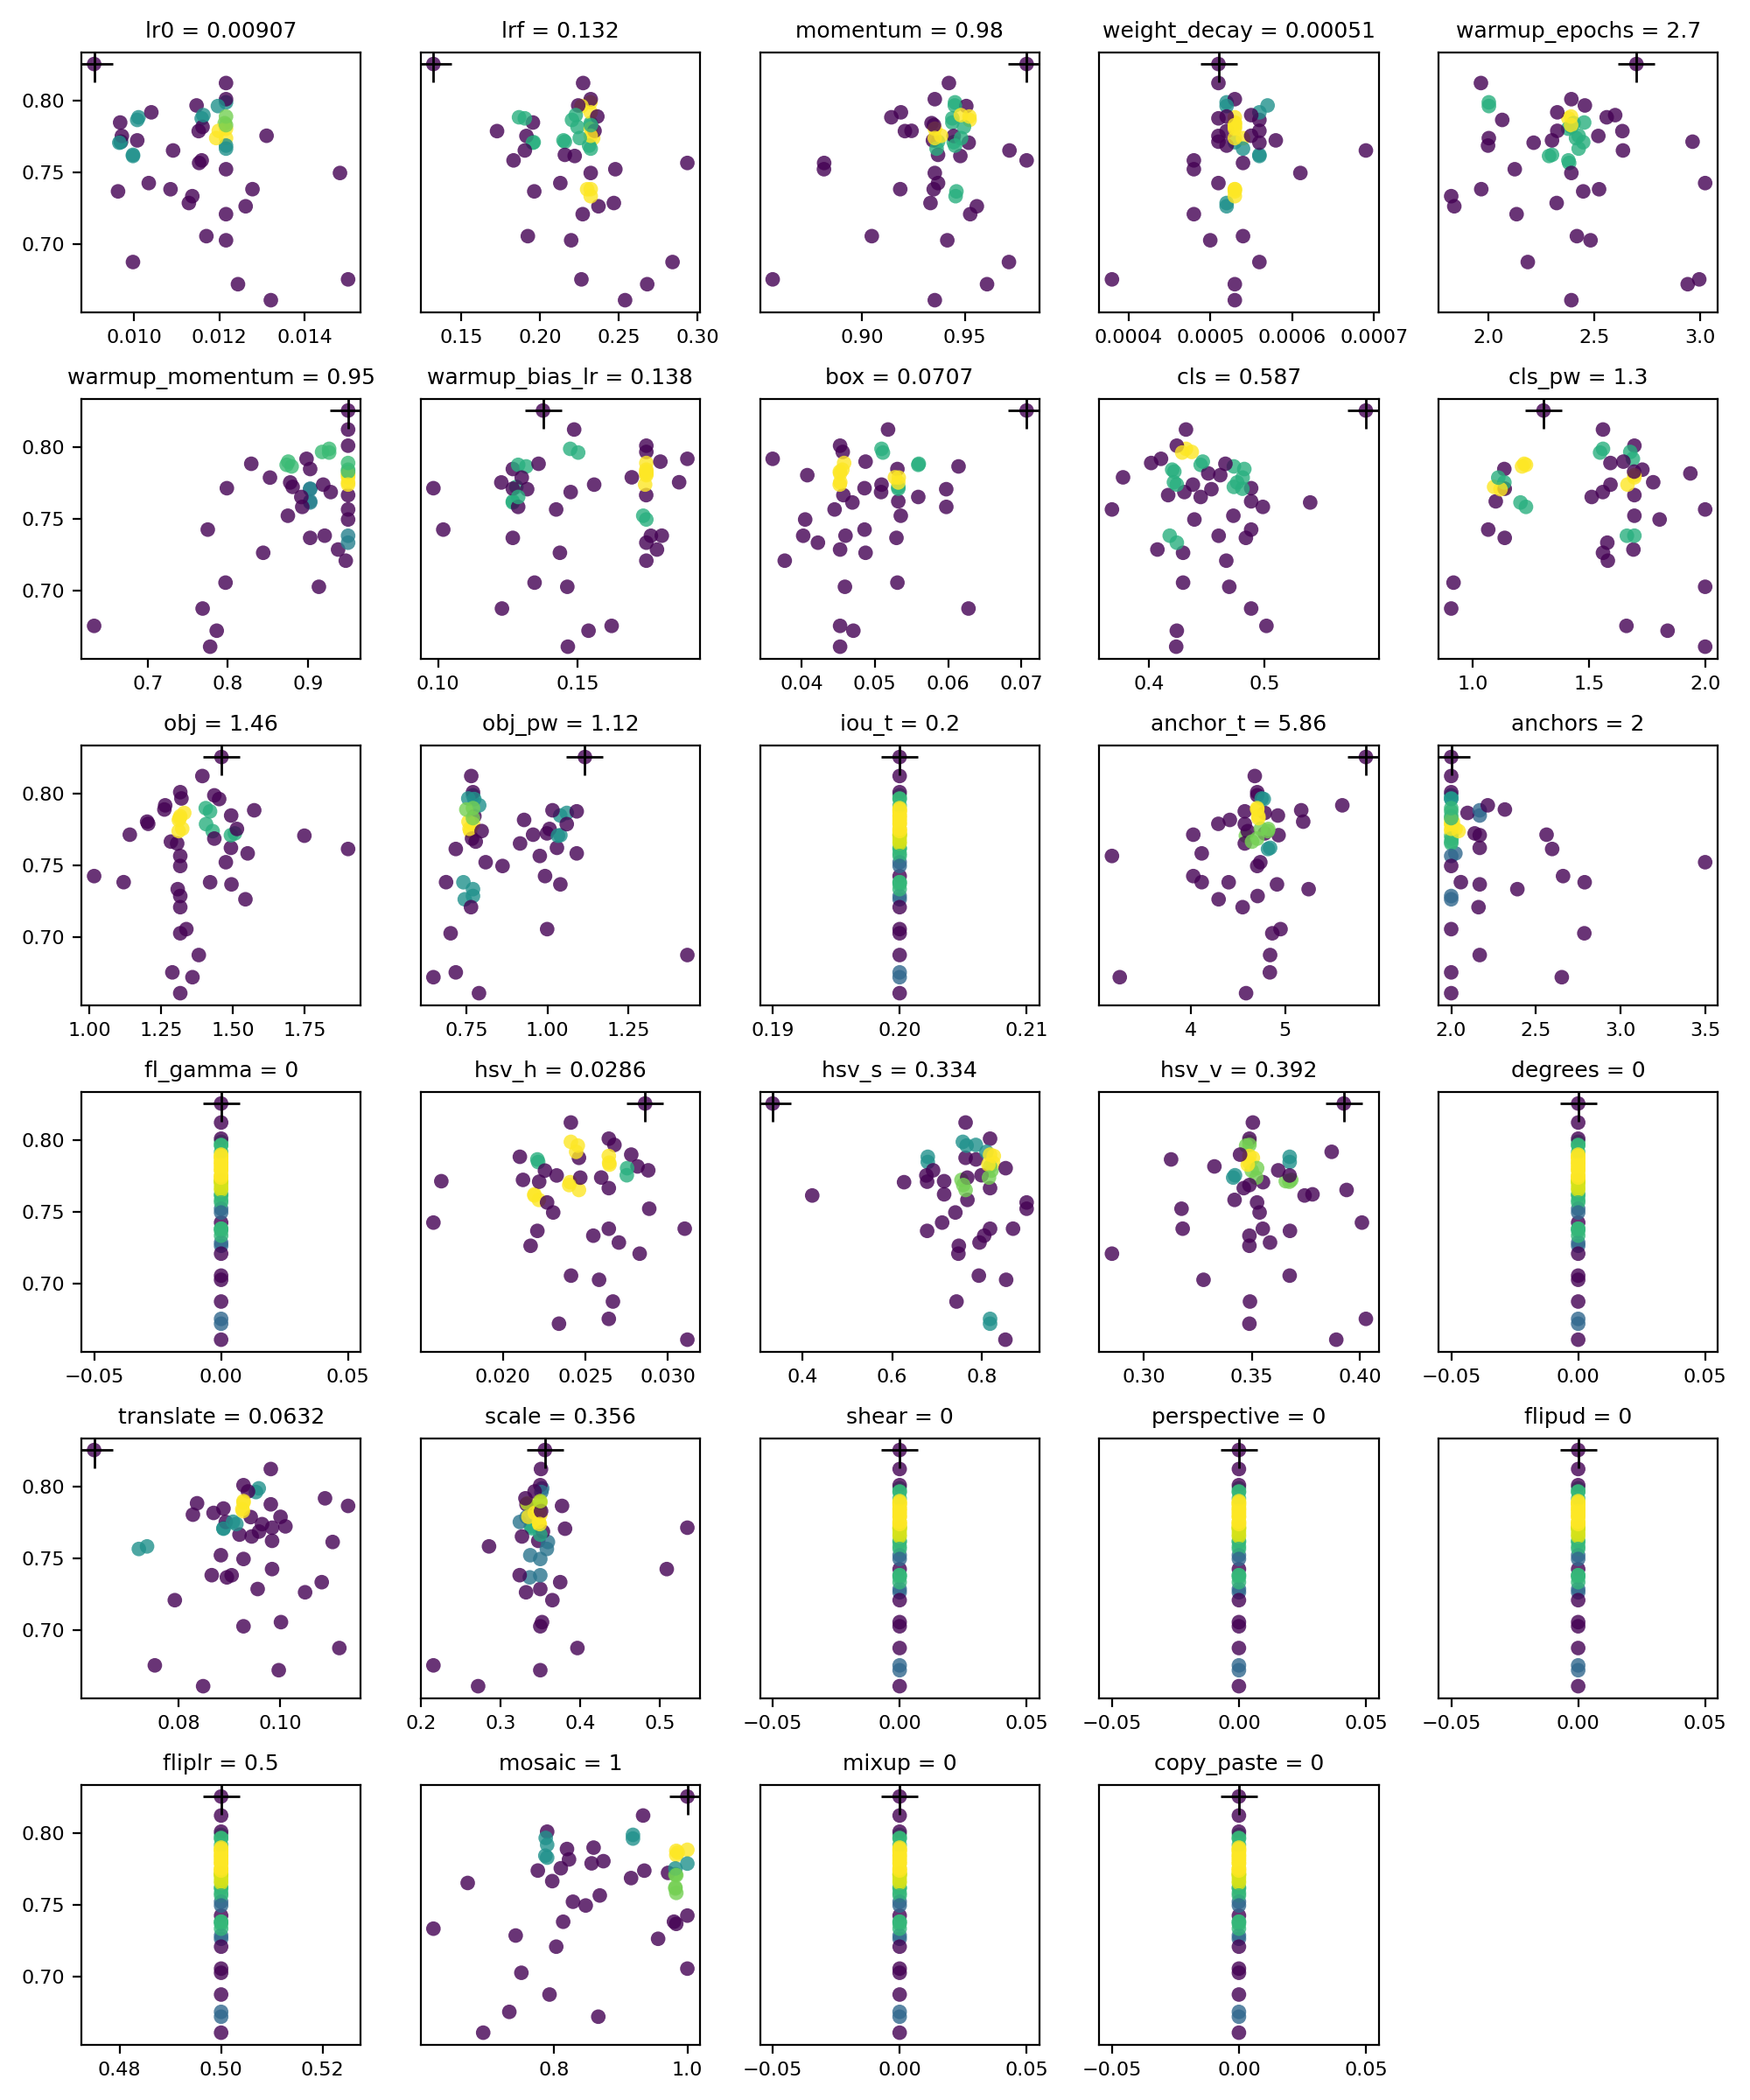 lr0 = 0.00907 lrf = 0.132 momentum = 0.98 weight_decay = 0.00051 warmup_epochs = 2.7
0.80
0.75
0.70
0.010 0.012 0.014 0.15 0.20 0.25 0.30 0.90 0.95 0.0004 0.0005 0.0006 0.0007 2.0 2.5 3.0
warmup_momentum = 0.95 warmup_bias_lr = 0.138 box = 0.0707 cls = 0.587 cls_pw = 1.3
0.80
0.75
0.70
0.7 0.8 0.9 0.10 0.15 0.04 0.05 0.06 0.07 0.4 0.5 1.0 1.5 2.0
obj = 1.46 obj_pw = 1.12 iou_t = 0.2 anchor_t = 5.86 anchors = 2
0.80
0.75
0.70
1.00 1.25 1.50 1.75 0.75 1.00 1.25 0.19 0.20 0.21 4 5 2.0 2.5 3.0 3.5
fl_gamma = 0 hsv_h = 0.0286 hsv_s = 0.334 hsv_v = 0.392 degrees = 0
0.80
0.75
0.70
−0.05 0.00 0.05 0.020 0.025 0.030 0.4 0.6 0.8 0.30 0.35 0.40 −0.05 0.00 0.05
translate = 0.0632 scale = 0.356 shear = 0 perspective = 0 flipud = 0
0.80
0.75
0.70
0.08 0.10 0.2 0.3 0.4 0.5 −0.05 0.00 0.05 −0.05 0.00 0.05 −0.05 0.00 0.05
fliplr = 0.5 mosaic = 1 mixup = 0 copy_paste = 0
0.80
0.75
0.70
0.48 0.50 0.52 0.8 1.0 −0.05 0.00 0.05 −0.05 0.00 0.05